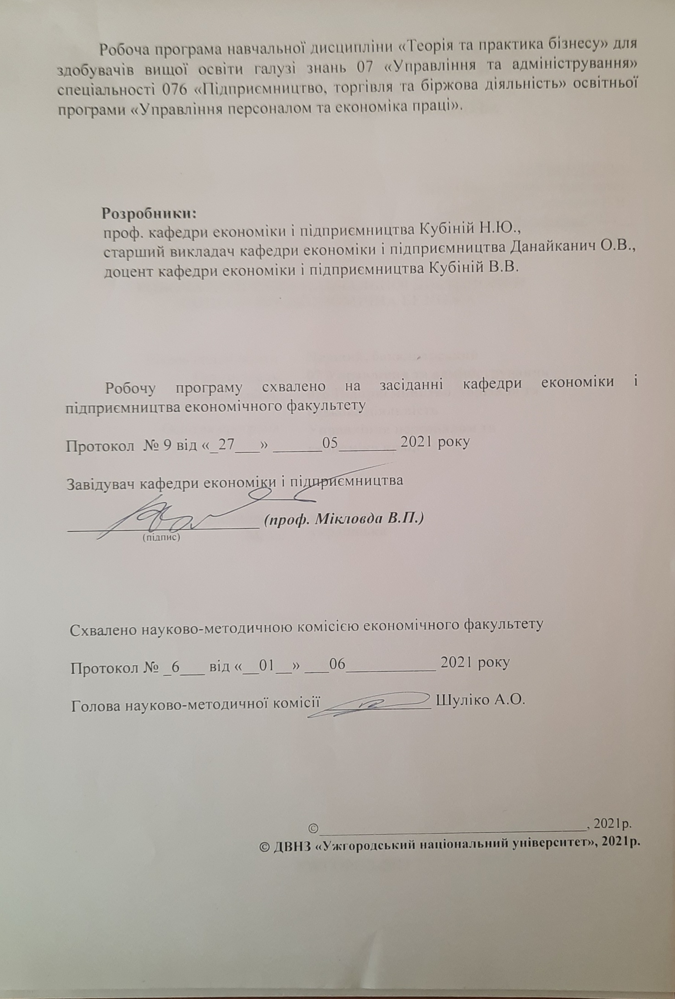 Робоча програма навчальної дисципліни «Теорія та практика бізнесу» для
здобувачів вищої освіти галузі знань 07 «Управління та адміністрування»
спеціальності 076 «Підприємництво, торгівля та біржова діяльність» освітньої
програми «Управління персоналом та економіка праці».
Розробники:
проф. кафедри економіки і підприємництва Кубіній Н.Ю.,
старший викладач кафедри економіки і підприємництва Данайканич О.В.,
доцент кафедри економіки і підприємництва Кубіній В.В.
Робочу програму схвалено на засіданні кафедри економіки і
підприємництва економічного факультету
Протокол № 9 від «_27___» ______05_______ 2021 року
Завідувач кафедри економіки і підприємництва
_______________________ (проф. Мікловда В.П.)
(підпис)
Схвалено науково-методичною комісією економічного факультету
Протокол № _6___ від «__01__» ___06___________ 2021 року
Голова науково-методичної комісії _____________ Шуліко А.О.
©________________________________, 2021р.
© ДВНЗ «Ужгородський національний університет», 2021р.